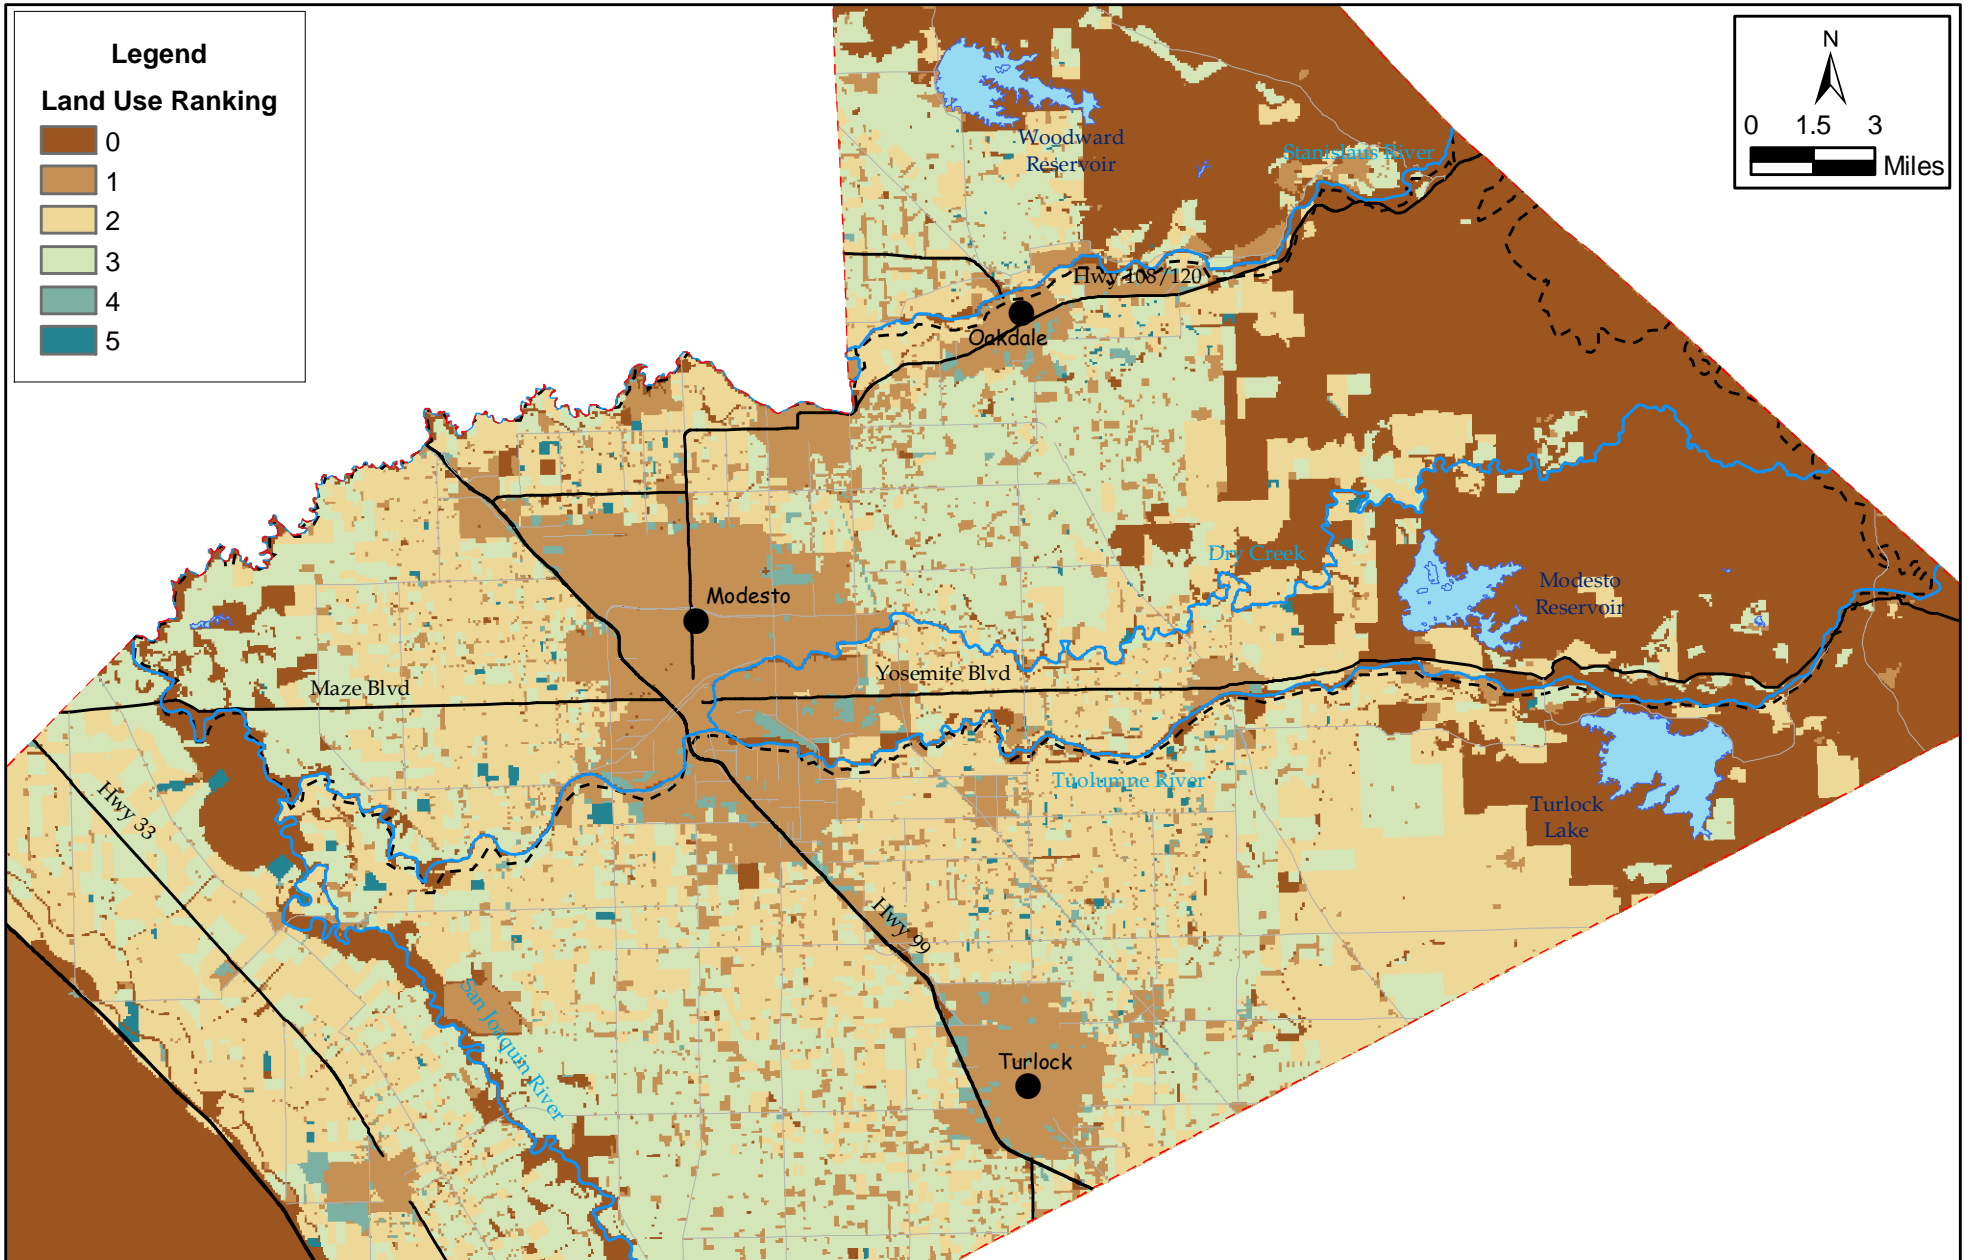 Legend
Land Use Ranking
0
1
2
3
4
5
N
0 1.5 3
Miles
Woodward
Reservoir
Stanislaus River
Hwy 108/120
Oakdale
Dry Creek
Modesto
Reservoir
Modesto
Maze Blvd
Yosemite Blvd
Tuolumne River
Turlock
Lake
Hwy 33
Hwy 99
San Joaquin River
Turlock